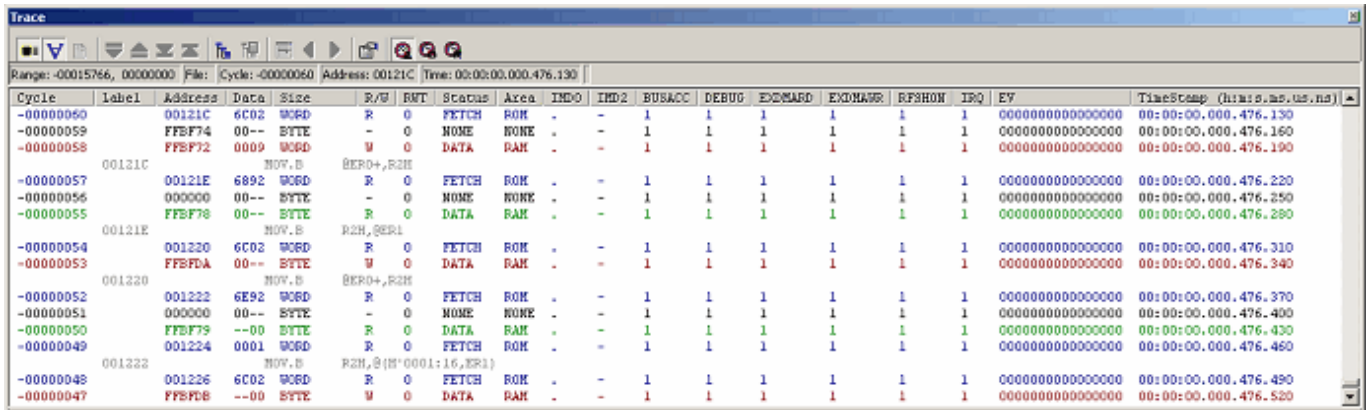 Trace
Range: -00015766, 00000000 File: Cycle: -00000060 Address: 00121C Time: 00:00:00.000.476.130
Cycle Label Address Data Size R/W RWT Status Area IMD0 IMD2 BUSACC DEBUG EXDMARD EXDMAWR RFSHON IRQ EV TimeStamp (h:m:s.ms.us.ns)
-00000060 00121C 6C02 WORD R 0 FETCH ROM . - 1 1 1 1 1 1 0000000000000000 00:00:00.000.476.130
-00000059 FFBF74 00-- BYTE - 0 NONE NONE . - 1 1 1 1 1 1 0000000000000000 00:00:00.000.476.160
-00000058 FFBF72 0009 WORD W 0 DATA RAM . - 1 1 1 1 1 1 0000000000000000 00:00:00.000.476.190
00121C MOV.B @ER0+,R2H
-00000057 00121E 6892 WORD R 0 FETCH ROM . - 1 1 1 1 1 1 0000000000000000 00:00:00.000.476.220
-00000056 000000 00-- BYTE - 0 NONE NONE . - 1 1 1 1 1 1 0000000000000000 00:00:00.000.476.250
-00000055 FFBF78 00-- BYTE R 0 DATA RAM . - 1 1 1 1 1 1 0000000000000000 00:00:00.000.476.280
00121E MOV.B R2H,@ER1
-00000054 001220 6C02 WORD R 0 FETCH ROM . - 1 1 1 1 1 1 0000000000000000 00:00:00.000.476.310
-00000053 FFBFDA 00-- BYTE W 0 DATA RAM . - 1 1 1 1 1 1 0000000000000000 00:00:00.000.476.340
001220 MOV.B @ER0+,R2H
-00000052 001222 6E92 WORD R 0 FETCH ROM . - 1 1 1 1 1 1 0000000000000000 00:00:00.000.476.370
-00000051 000000 00-- BYTE - 0 NONE NONE . - 1 1 1 1 1 1 0000000000000000 00:00:00.000.476.400
-00000050 FFBF79 --00 BYTE R 0 DATA RAM . - 1 1 1 1 1 1 0000000000000000 00:00:00.000.476.430
-00000049 001224 0001 WORD R 0 FETCH ROM . - 1 1 1 1 1 1 0000000000000000 00:00:00.000.476.460
001222 MOV.B R2H,@(H'0001:16,ER1)
-00000048 001226 6C02 WORD R 0 FETCH ROM . - 1 1 1 1 1 1 0000000000000000 00:00:00.000.476.490
-00000047 FFBFDB --00 BYTE W 0 DATA RAM . - 1 1 1 1 1 1 0000000000000000 00:00:00.000.476.520